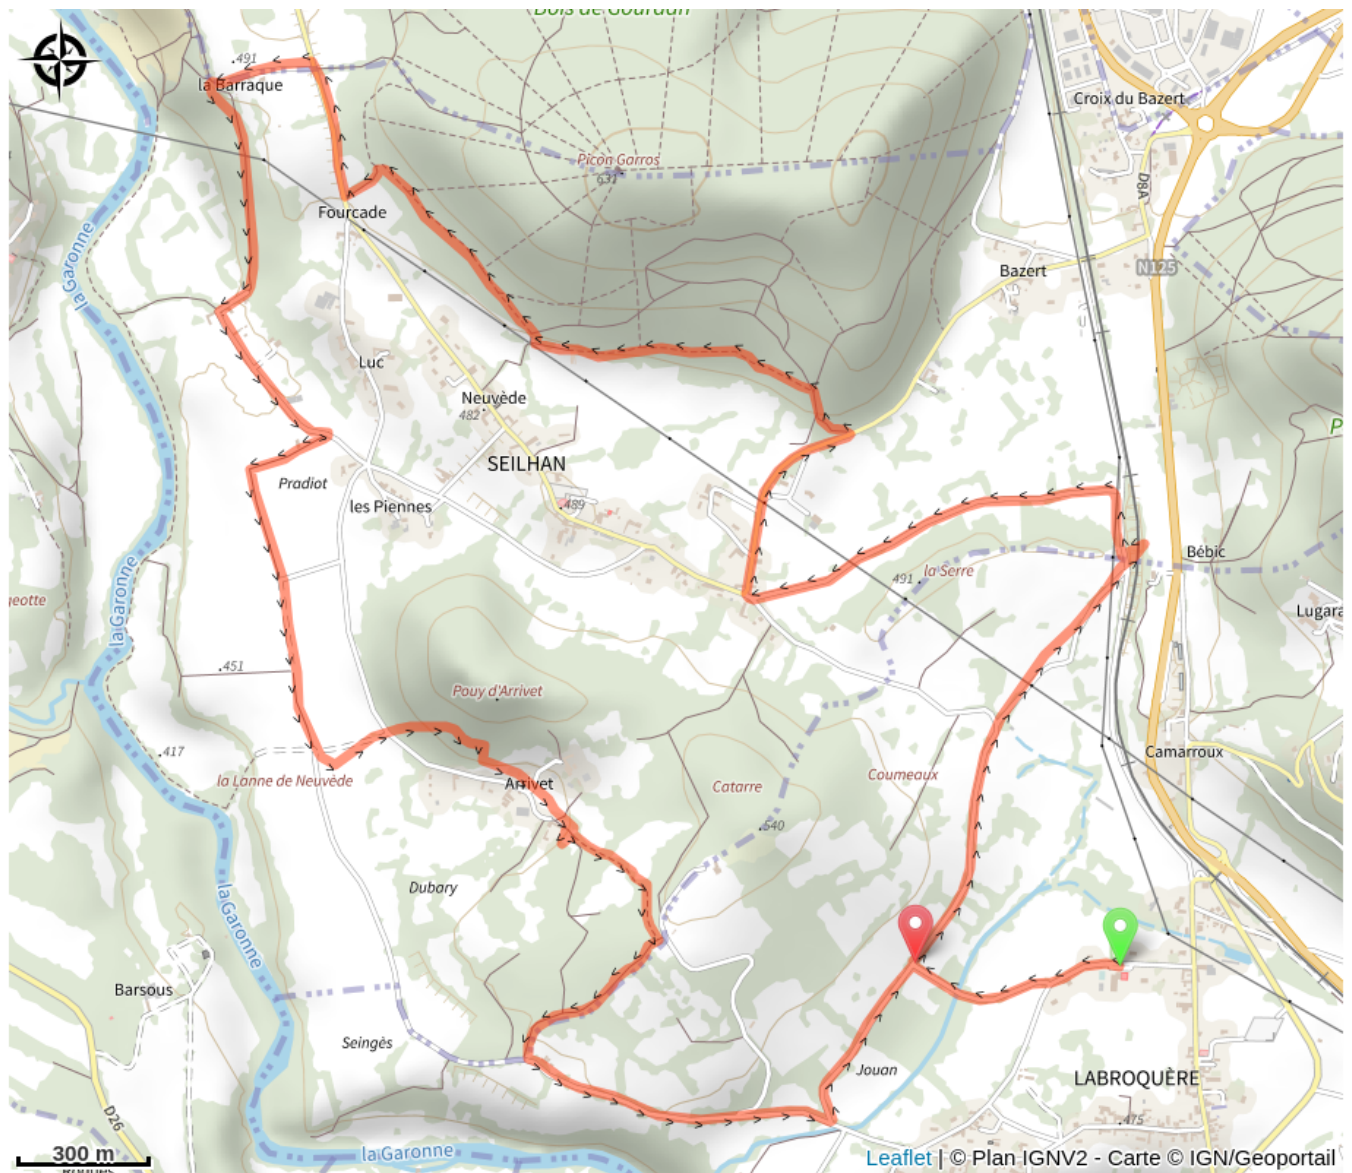 Bois de Gourdan
.491
la Barraque
Croix du Bazert
Picon Garros
631
D8A
Fourcade
la Garonne
Bazert
N125
Luc
Neuvède
482
SEILHAN
Pradiot
les Piennes
.489
Bébic
491
la Serre
la Garonne
Lugara
.451
Pouy d'Arrivet
.417
la Lanne de Neuvède
Arrivet
Catarre
Coumeaux
Camarroux
.540
Dubary
la Garonne
Barsous
Seingès
Jouan
LABROQUÈRE
D26
.475
la Garonne
300 m
Leaflet | © Plan IGNV2 - Carte © IGN/Geoportail